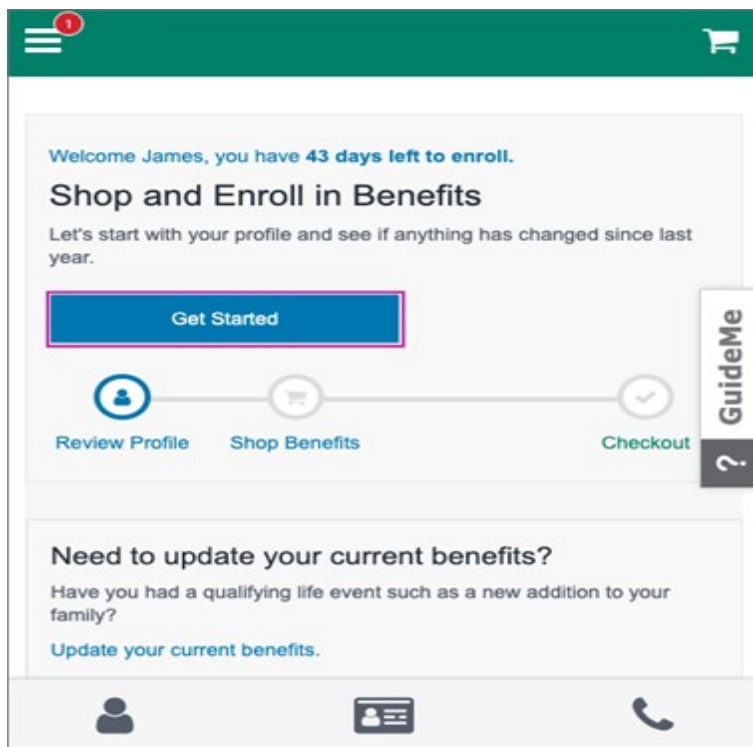 1
Welcome James, you have 43 days left to enroll.
Shop and Enroll in Benefits
Let's start with your profile and see if anything has changed since last
year.
Get Started
Review Profile
Shop Benefits
Checkout
GuideMe
?
Need to update your current benefits?
Have you had a qualifying life event such as a new addition to your
family?
Update your current benefits.